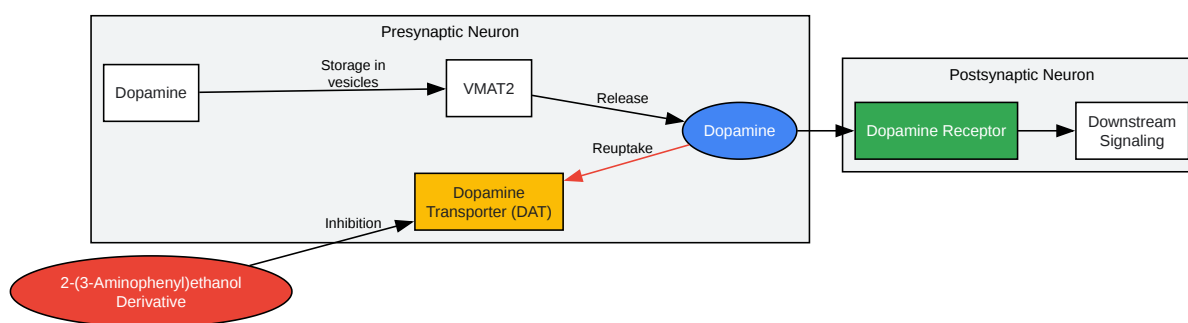 Presynaptic Neuron
Dopamine
Storage in
vesicles
VMAT2
Release
Dopamine
Reuptake
Dopamine
Transporter (DAT)
Inhibition
2-(3-Aminophenyl)ethanol
Derivative
Postsynaptic Neuron
Dopamine Receptor
Downstream
Signaling